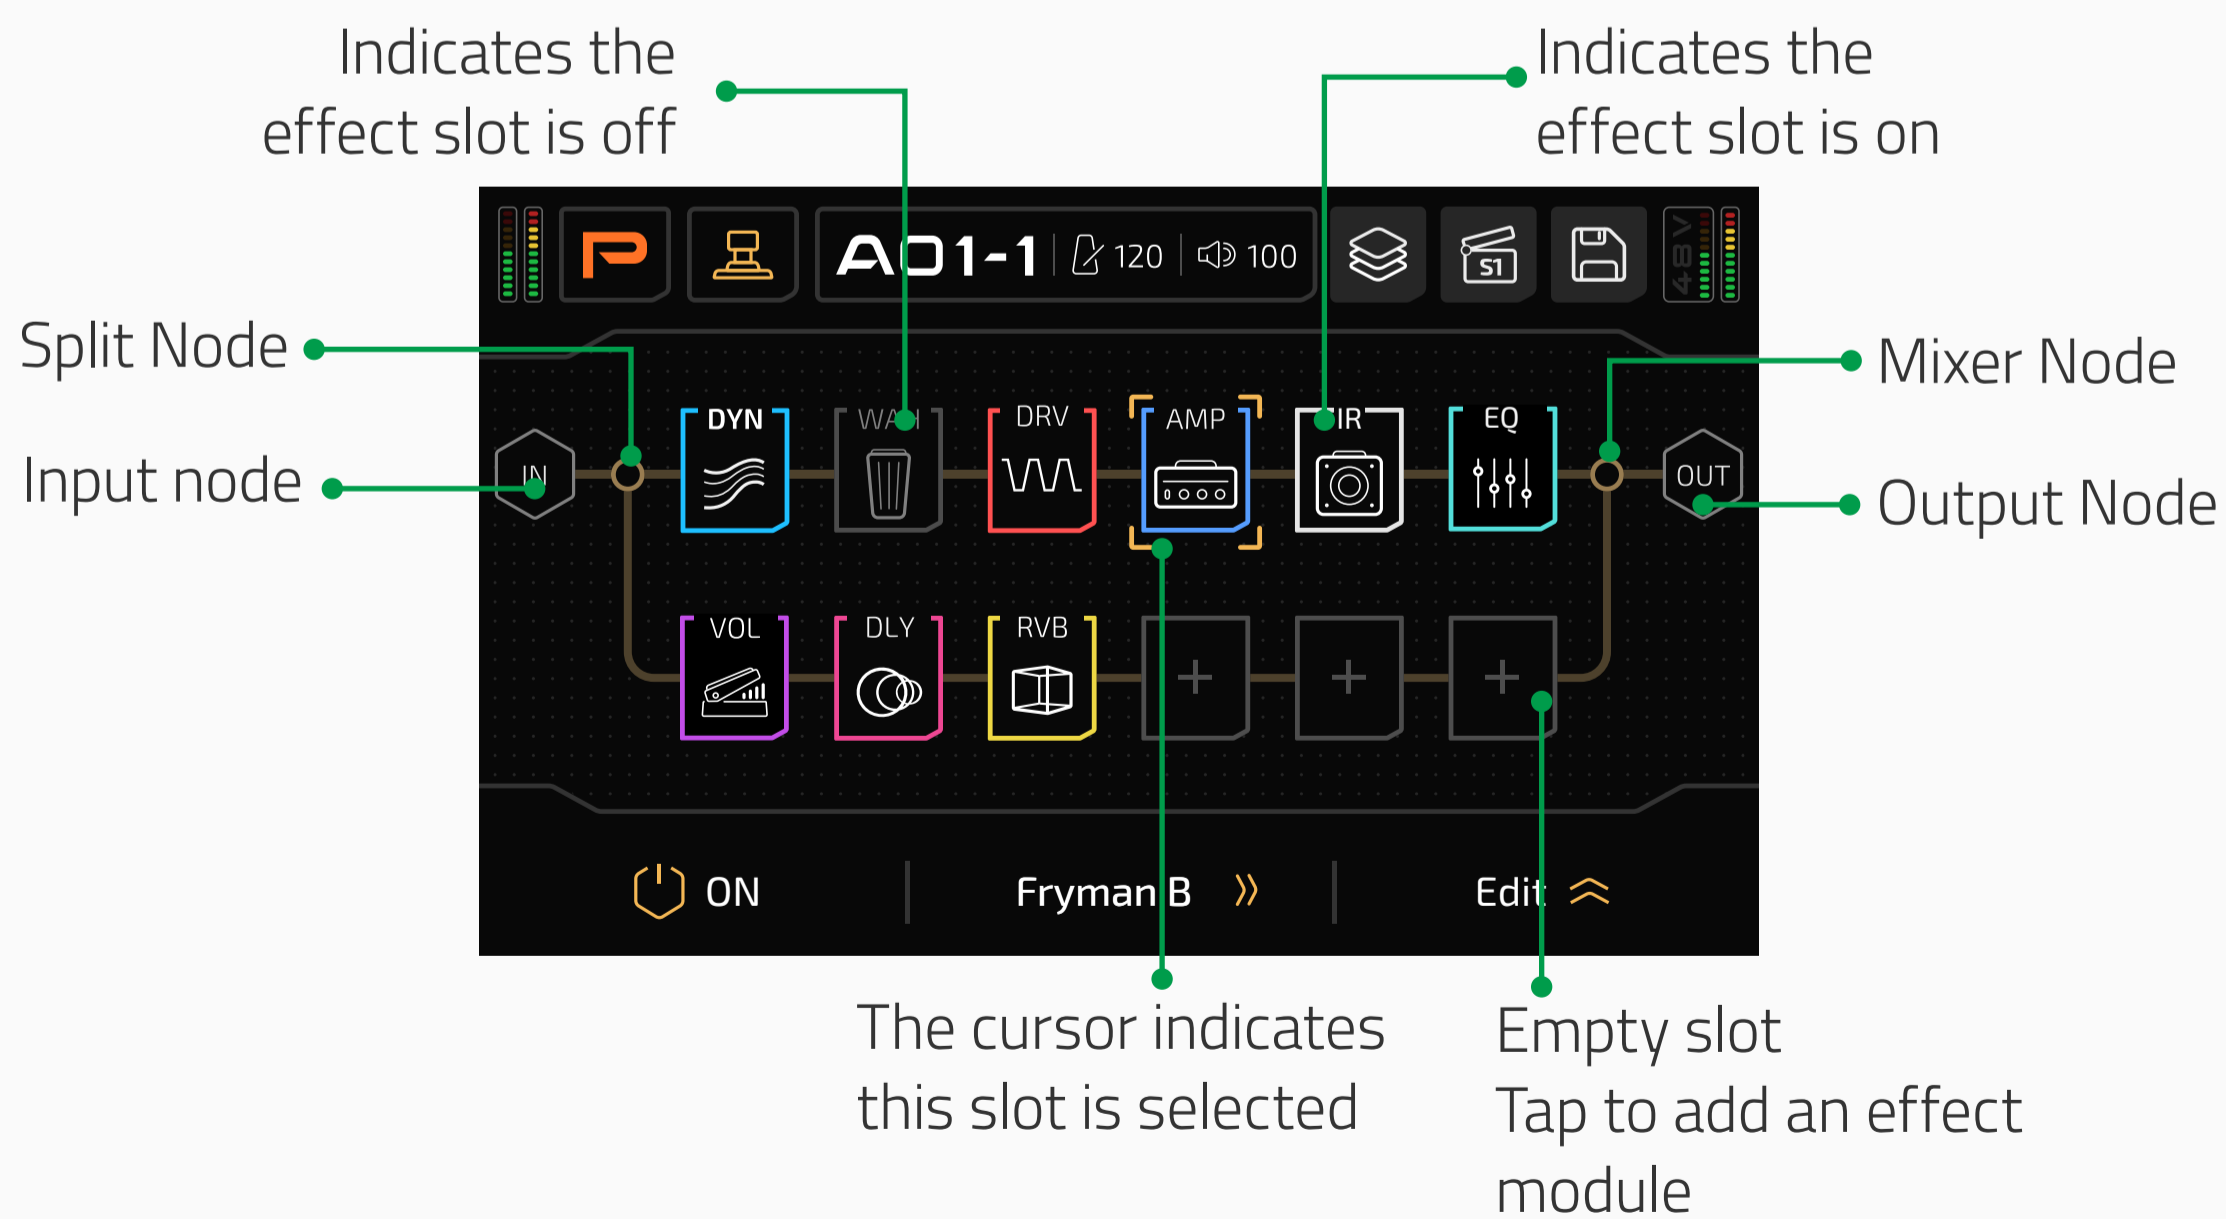 Indicates the
effect slot is off
Indicates the
effect slot is on
A01-1 120 100 S1 48V
Split Node
Mixer Node
Input node
Output Node
DYN WAH DRV AMP IR EQ
IN OUT
VOL DLY RVB + + +
ON Fryman B Edit
The cursor indicates
this slot is selected
Empty slot
Tap to add an effect
module